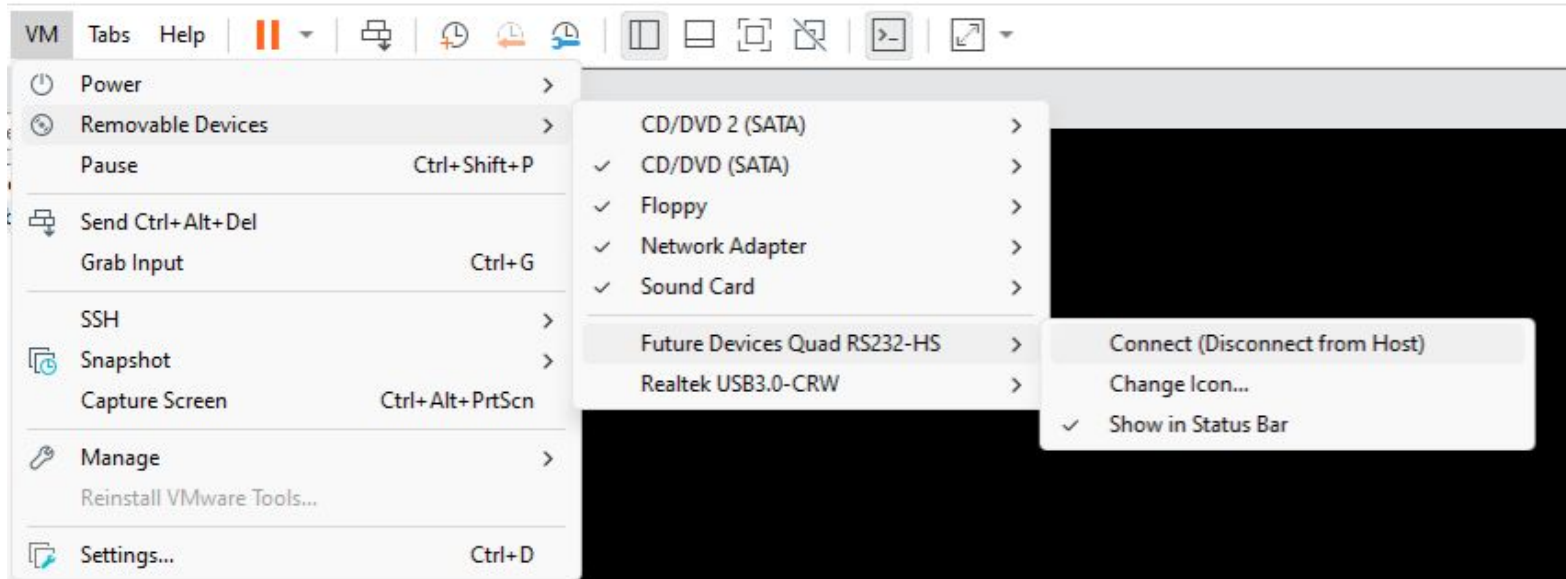 VM Tabs Help
Power
Removable Devices
Pause Ctrl+Shift+P
Send Ctrl+Alt+Del
Grab Input Ctrl+G
SSH
Snapshot
Capture Screen Ctrl+Alt+PrtScn
Manage
Reinstall VMware Tools...
Settings... Ctrl+D
CD/DVD 2 (SATA)
CD/DVD (SATA)
Floppy
Network Adapter
Sound Card
Future Devices Quad RS232-HS
Realtek USB3.0-CRW
Connect (Disconnect from Host)
Change Icon...
Show in Status Bar